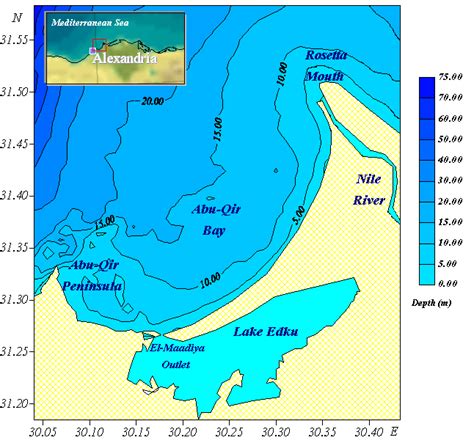 N
31.55
31.50
31.45
31.40
31.35
31.30
31.25
31.20
Mediterranean Sea
Alexandria
20.00
15.00
10.00
Rosetta
Mouth
Nile
River
Abu-Qir
Bay
5.00
15.00
Abu-Qir
Peninsula
10.00
Lake Edku
El-Maadiya
Outlet
75.00
70.00
60.00
50.00
40.00
30.00
20.00
15.00
10.00
5.00
0.00
Depth (m)
30.05 30.10 30.15 30.20 30.25 30.30 30.35 30.40 E